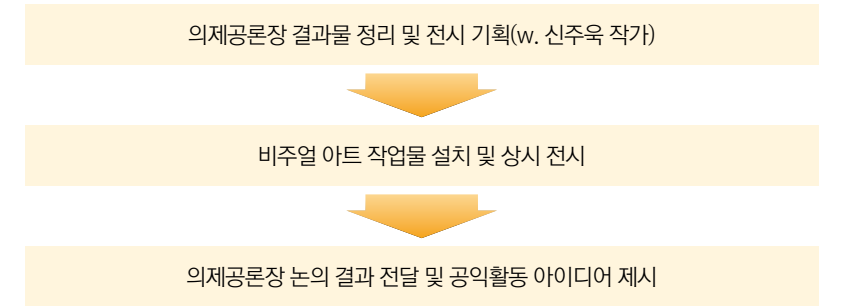 의제공론장 결과물 정리 및 전시 기획(w. 신주욱 작가)
비주얼 아트 작업물 설치 및 상시 전시
의제공론장 논의 결과 전달 및 공익활동 아이디어 제시